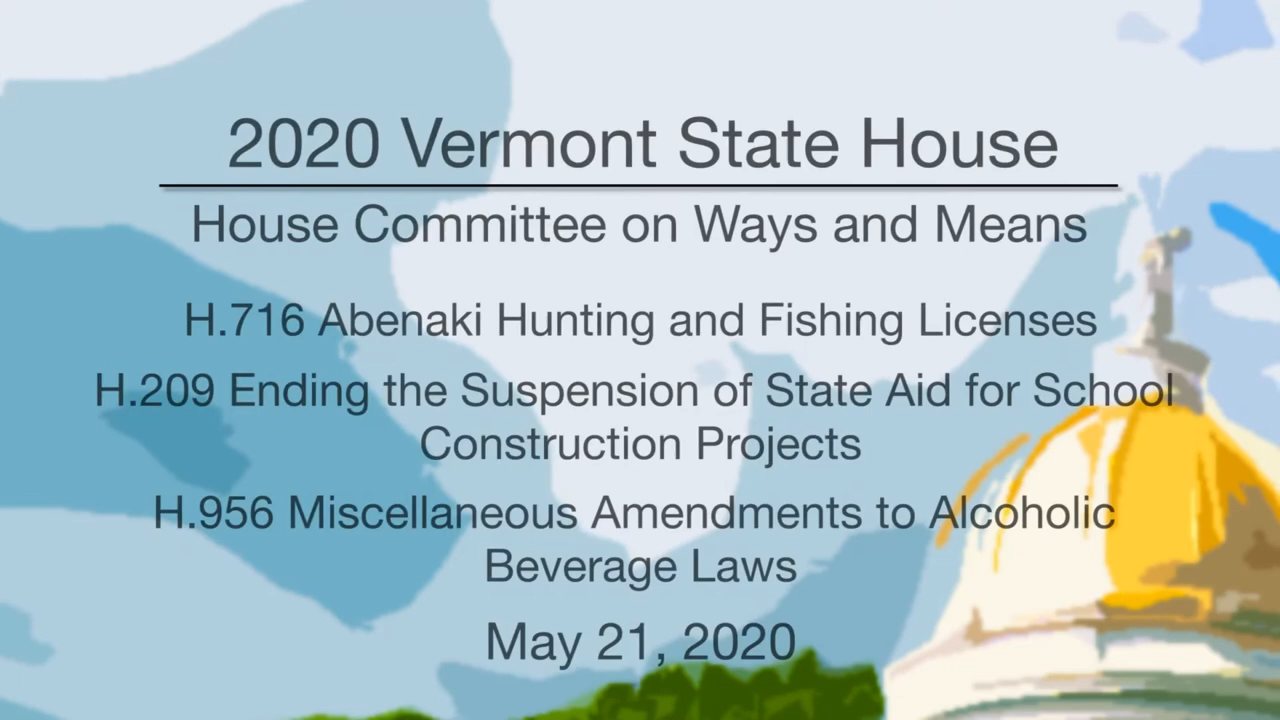 2020 Vermont State House
House Committee on Ways and Means
H.716 Abenaki Hunting and Fishing Licenses
H.209 Ending the Suspension of State Aid for School
Construction Projects
H.956 Miscellaneous Amendments to Alcoholic
Beverage Laws
May 21, 2020